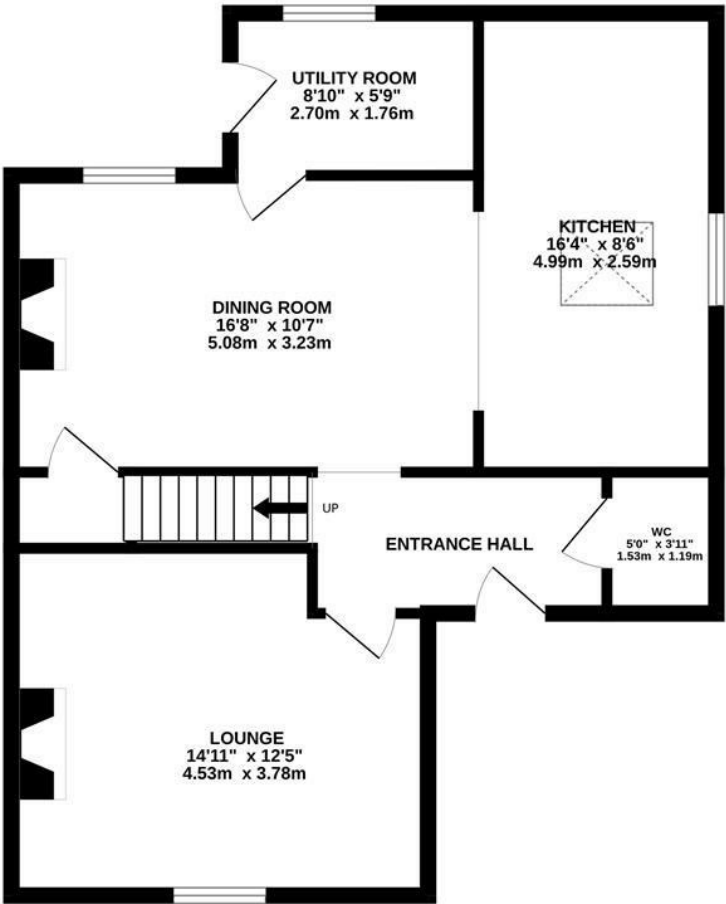 UTILITY ROOM
8'10" x 5'9"
2.70m x 1.76m
KITCHEN
16'4" x 8'6"
4.99m x 2.59m
DINING ROOM
16'8" x 10'7"
5.08m x 3.23m
UP
ENTRANCE HALL
WC
5'0" x 3'11"
1.53m x 1.19m
LOUNGE
14'11" x 12'5"
4.53m x 3.78m